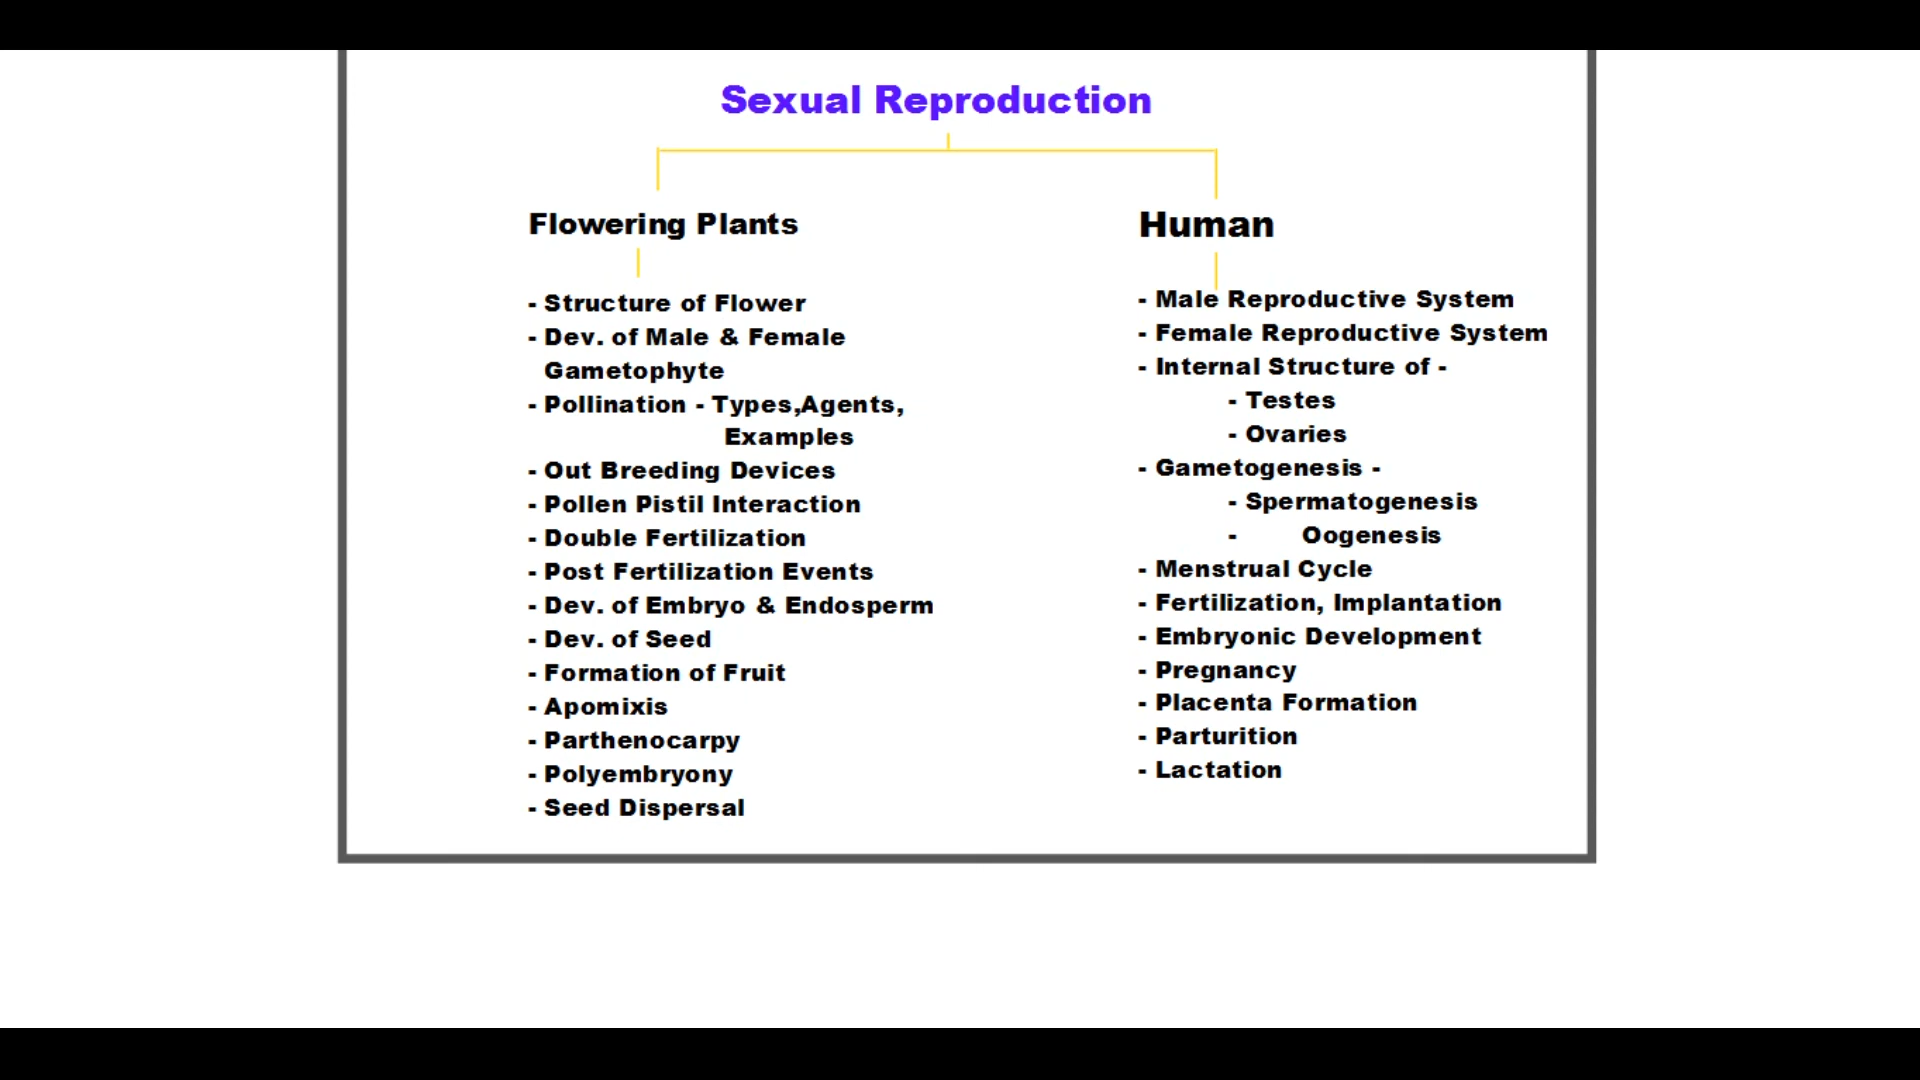 Sexual Reproduction
Flowering Plants
- Structure of Flower
- Dev. of Male & Female
Gametophyte
- Pollination - Types,Agents,
Examples
- Out Breeding Devices
- Pollen Pistil Interaction
- Double Fertilization
- Post Fertilization Events
- Dev. of Embryo & Endosperm
- Dev. of Seed
- Formation of Fruit
- Apomixis
- Parthenocarpy
- Polyembryony
- Seed Dispersal
Human
- Male Reproductive System
- Female Reproductive System
- Internal Structure of -
- Testes
- Ovaries
- Gametogenesis -
- Spermatogenesis
- Oogenesis
- Menstrual Cycle
- Fertilization, Implantation
- Embryonic Development
- Pregnancy
- Placenta Formation
- Parturition
- Lactation